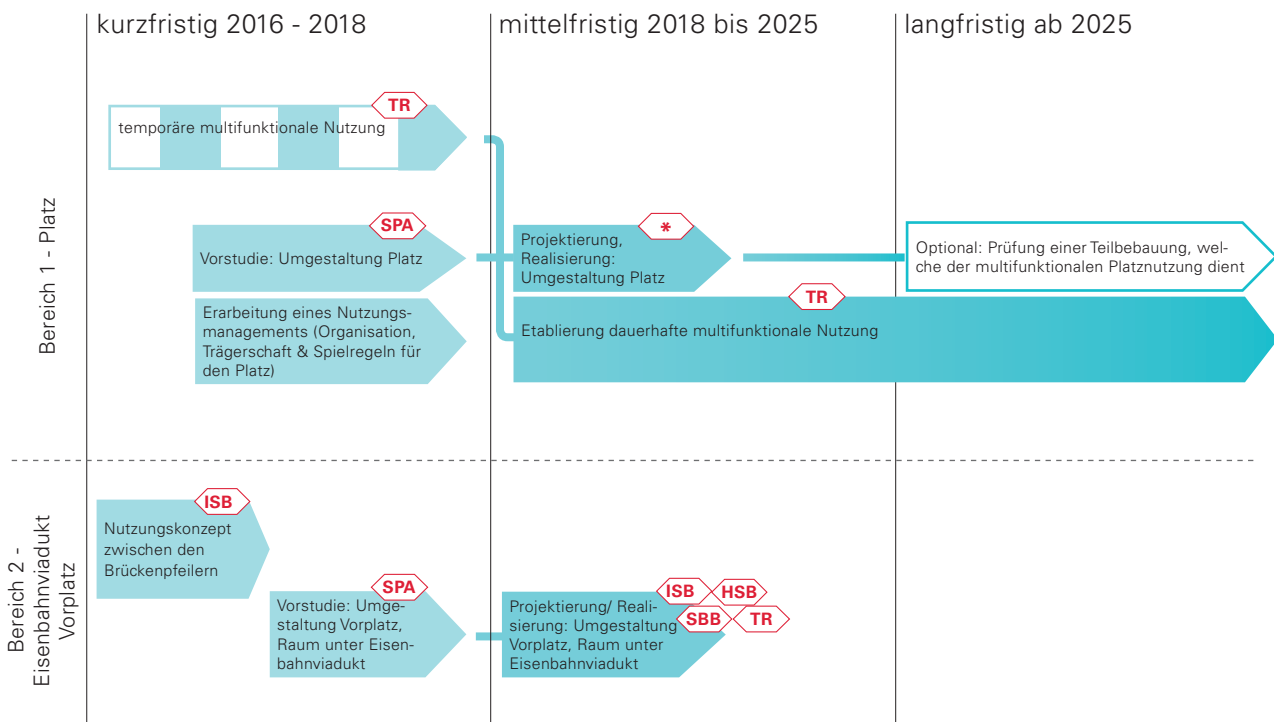 kurzfristig 2016 - 2018
mittelfristig 2018 bis 2025
langfristig ab 2025
Bereich 1 - Platz
TR
temporäre multifunktionale Nutzung
SPA
Vorstudie: Umgestaltung Platz
*
Projektierung,
Realisierung:
Umgestaltung Platz
Optional: Prüfung einer Teilbebauung, wel-
che der multifunktionalen Platznutzung dient
Erarbeitung eines Nutzungs-
managements (Organisation,
Trägerschaft & Spielregeln für
den Platz)
TR
Etablierung dauerhafte multifunktionale Nutzung
Bereich 2 -
Eisenbahnviadukt
Vorplatz
ISB
Nutzungskonzept
zwischen den
Brückenpfeilern
SPA
Vorstudie: Umge-
staltung Vorplatz,
Raum unter Eisen-
bahnviadukt
ISB
HSB
SBB
TR
Projektierung/ Reali-
sierung: Umgestaltung
Vorplatz, Raum unter
Eisenbahnviadukt